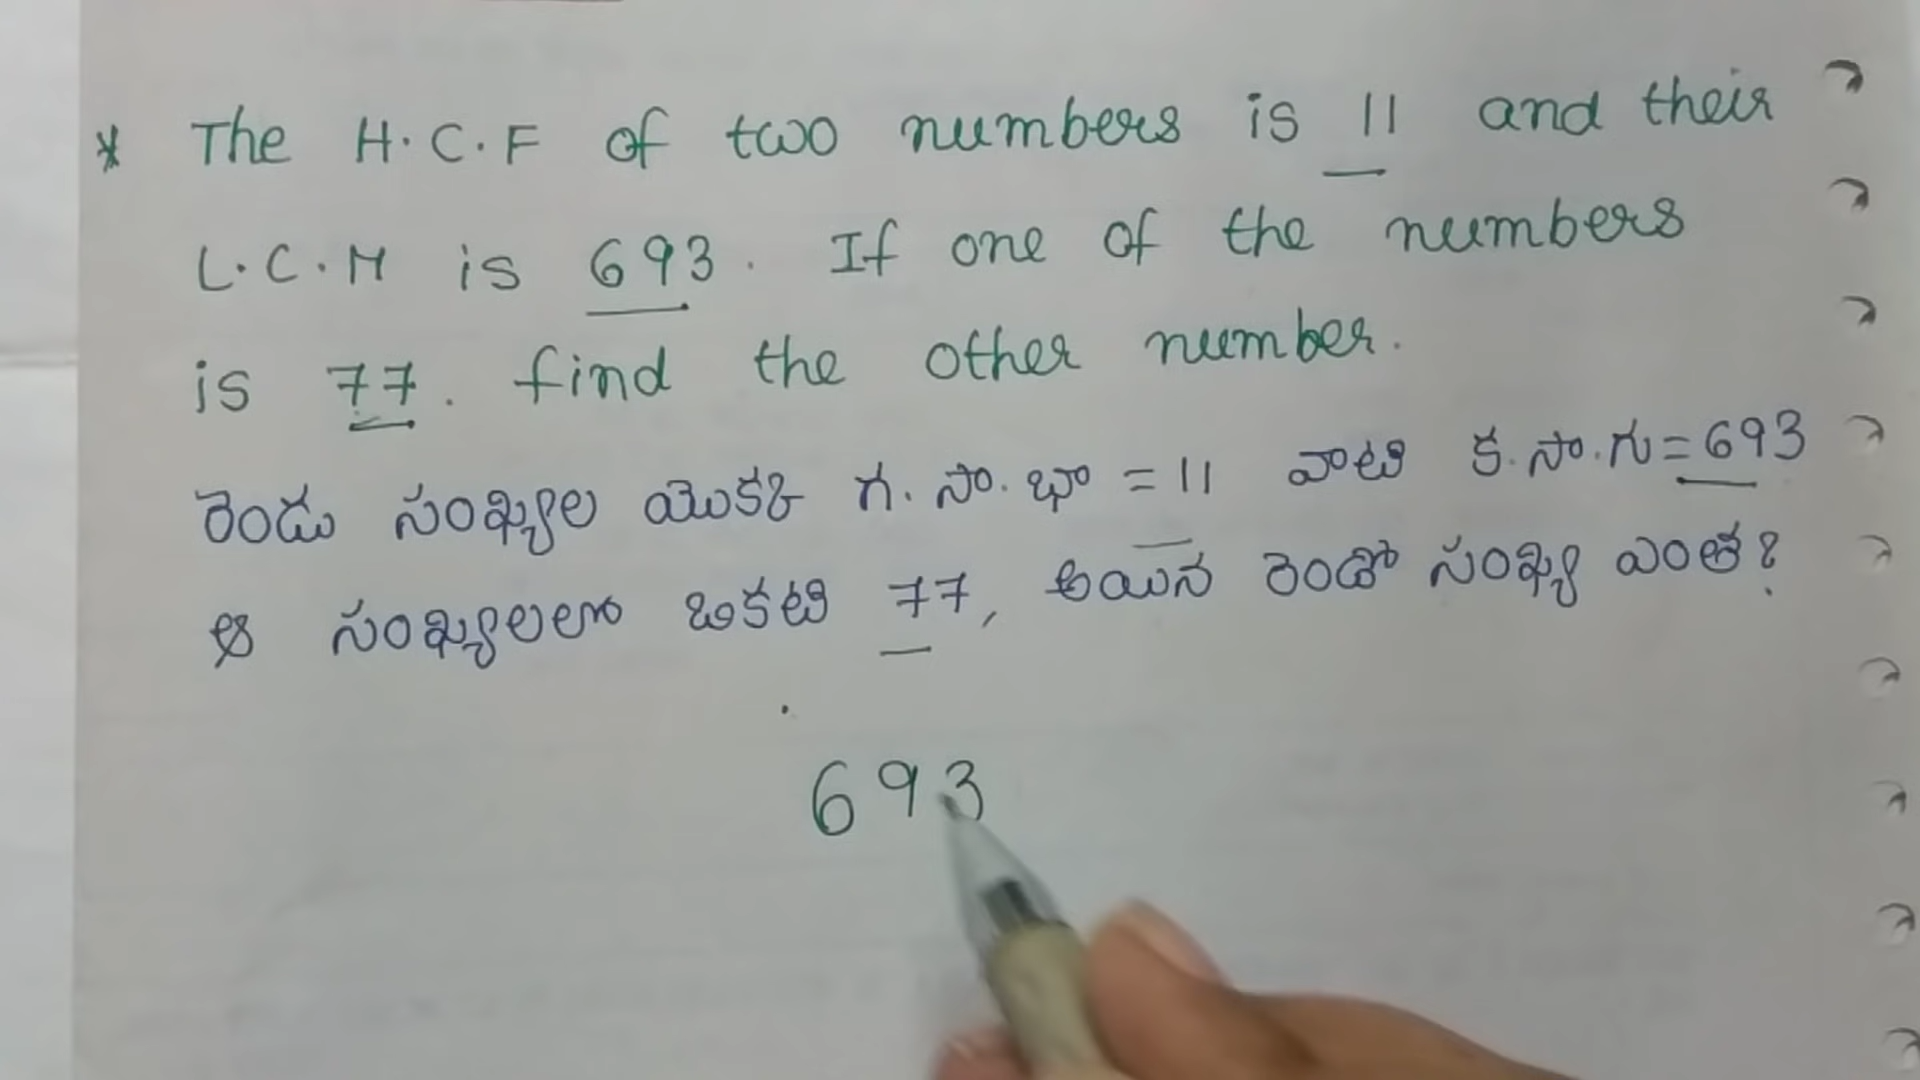 * The H.C.F of two numbers is 11 and their
L.C.M is 693. If one of the numbers
is 77. find the other number.
రెండు సంఖ్యల యొక్క గ.సా.భా = 11 వాటి క.సా.గు = 693
ఆ సంఖ్యలలో ఒకటి 77, అయిన రెండో సంఖ్య ఎంత?
693